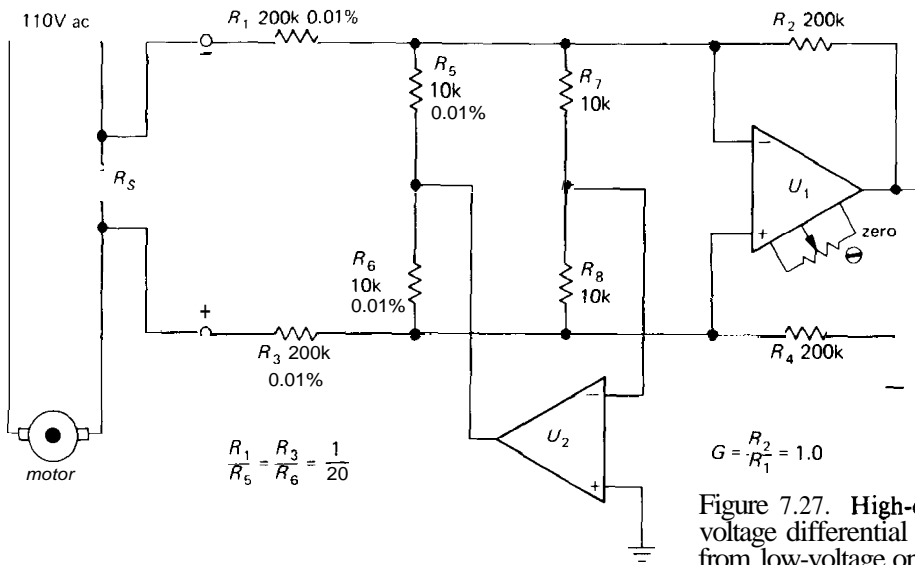 110V ac
R1 200k 0.01%
R2 200k
−
R5
10k
0.01%
R7
10k
RS
−
U1
+
zero
R6
10k
0.01%
R8
10k
+
R3 200k
0.01%
R4 200k
−
U2
+
motor
R1/R5 = R3/R6 = 1/20
G = R2/R1 = 1.0
Figure 7.27. High-
voltage differential
from low-voltage